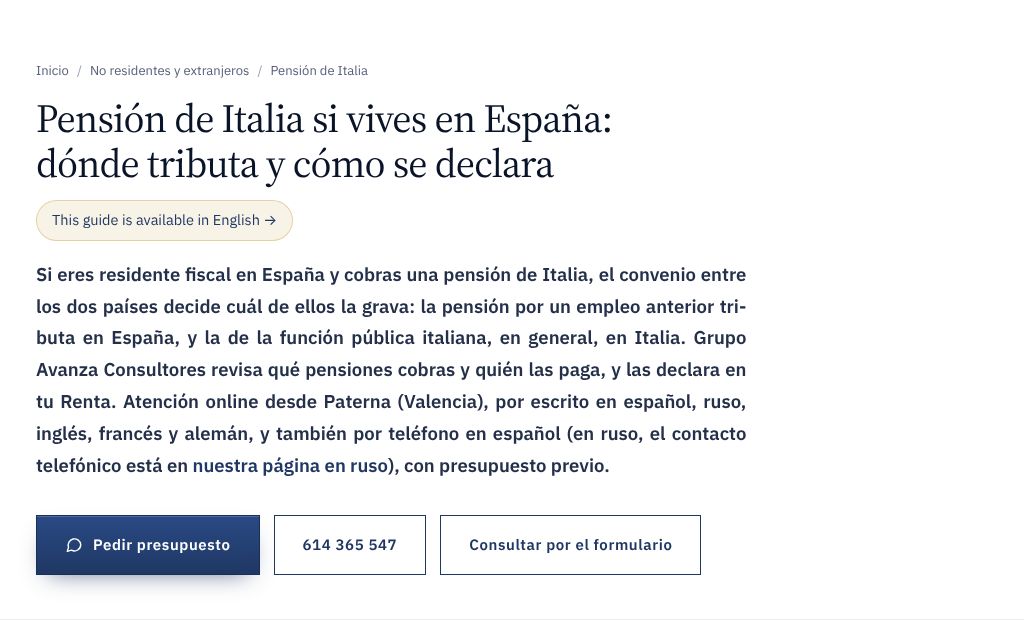 Inicio / No residentes y extranjeros / Pensión de Italia
Pensión de Italia si vives en España:
dónde tributa y cómo se declara
This guide is available in English →
Si eres residente fiscal en España y cobras una pensión de Italia, el convenio entre
los dos países decide cuál de ellos la grava: la pensión por un empleo anterior tri-
buta en España, y la de la función pública italiana, en general, en Italia. Grupo
Avanza Consultores revisa qué pensiones cobras y quién las paga, y las declara en
tu Renta. Atención online desde Paterna (Valencia), por escrito en español, ruso,
inglés, francés y alemán, y también por teléfono en español (en ruso, el contacto
telefónico está en nuestra página en ruso), con presupuesto previo.
Pedir presupuesto
614 365 547
Consultar por el formulario